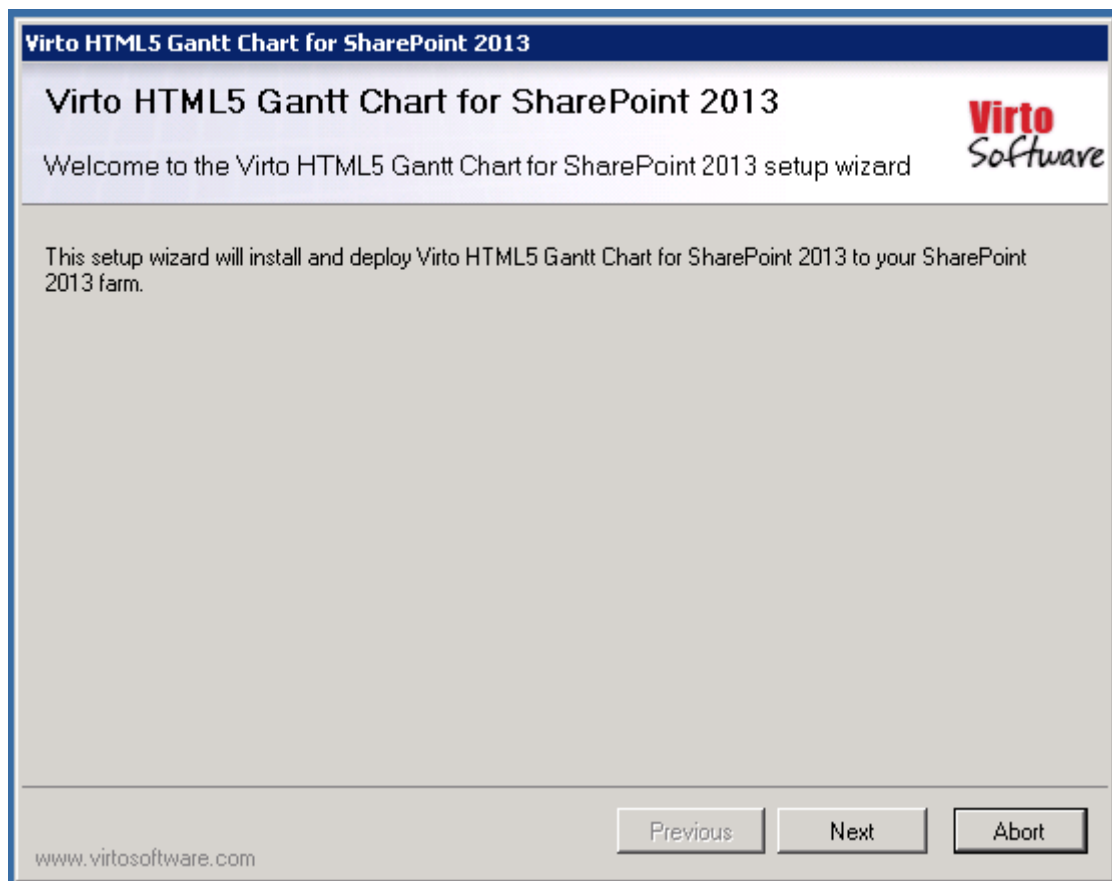 Virto HTML5 Gantt Chart for SharePoint 2013
Virto HTML5 Gantt Chart for SharePoint 2013
Welcome to the Virto HTML5 Gantt Chart for SharePoint 2013 setup wizard
Virto
Software
This setup wizard will install and deploy Virto HTML5 Gantt Chart for SharePoint 2013 to your SharePoint
2013 farm.
Previous
Next
Abort
www.virtosoftware.com